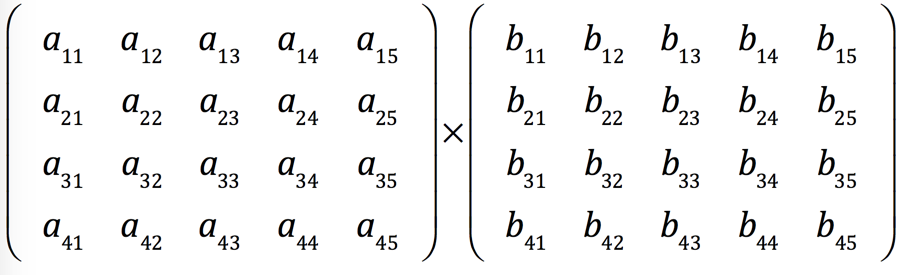 a₁₁ a₁₂ a₁₃ a₁₄ a₁₅ b₁₁ b₁₂ b₁₃ b₁₄ b₁₅
a₂₁ a₂₂ a₂₃ a₂₄ a₂₅ b₂₁ b₂₂ b₂₃ b₂₄ b₂₅
×
a₃₁ a₃₂ a₃₃ a₃₄ a₃₅ b₃₁ b₃₂ b₃₃ b₃₄ b₃₅
a₄₁ a₄₂ a₄₃ a₄₄ a₄₅ b₄₁ b₄₂ b₄₃ b₄₄ b₄₅